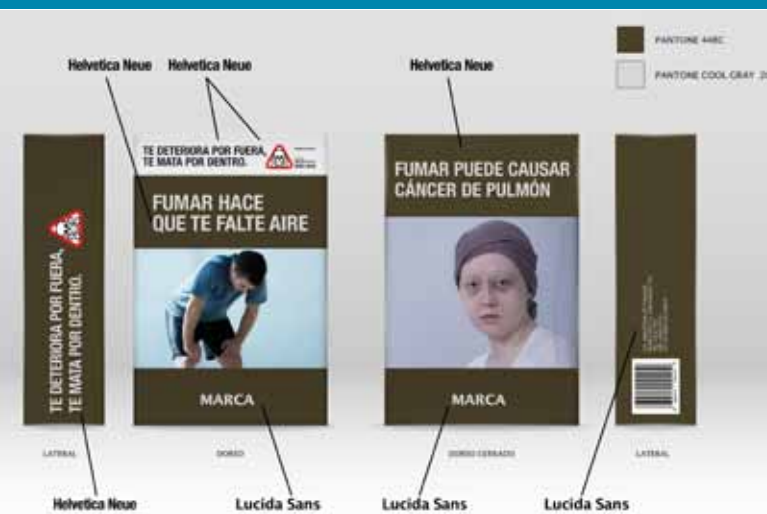 PANTONE 448C
PANTONE COOL GRAY
Helvetica Neue
Helvetica Neue
Helvetica Neue
TE DETERIORA POR FUERA,
TE MATA POR DENTRO.
TE DETERIORA POR FUERA,
TE MATA POR DENTRO.
FUMAR HACE
QUE TE FALTE AIRE
MARCA
FUMAR PUEDE CAUSAR
CÁNCER DE PULMÓN
MARCA
LATERAL
DORSO
DORSO CERRADO
LATERAL
Helvetica Neue
Lucida Sans
Lucida Sans
Lucida Sans